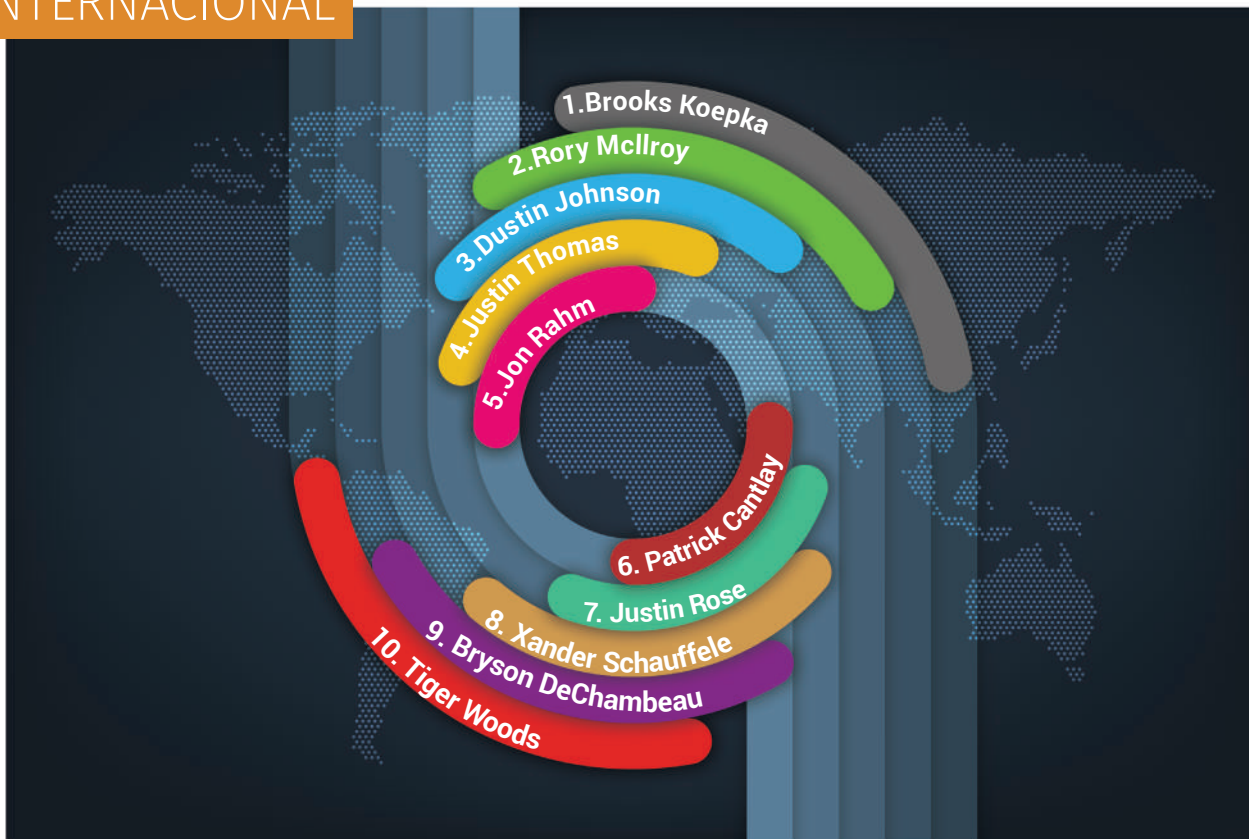 INTERNACIONAL
1.Brooks Koepka
2.Rory McIlroy
3.Dustin Johnson
4.Justin Thomas
5.Jon Rahm
6. Patrick Cantlay
7. Justin Rose
8. Xander Schauffele
9. Bryson DeChambeau
10. Tiger Woods